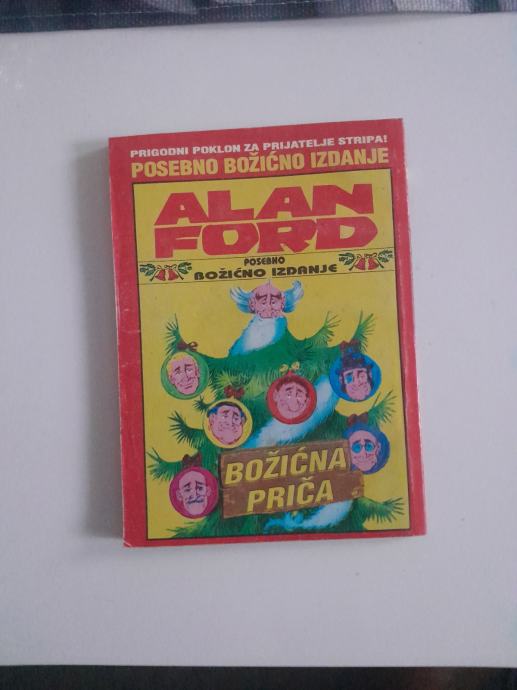 PRIGODNI POKLON ZA PRIJATELJE STRIPA!
POSEBNO BOŽIĆNO IZDANJE
ALAN
FORD
POSEBNO
BOŽIĆNO IZDANJE
BOŽIĆNA
PRIČA